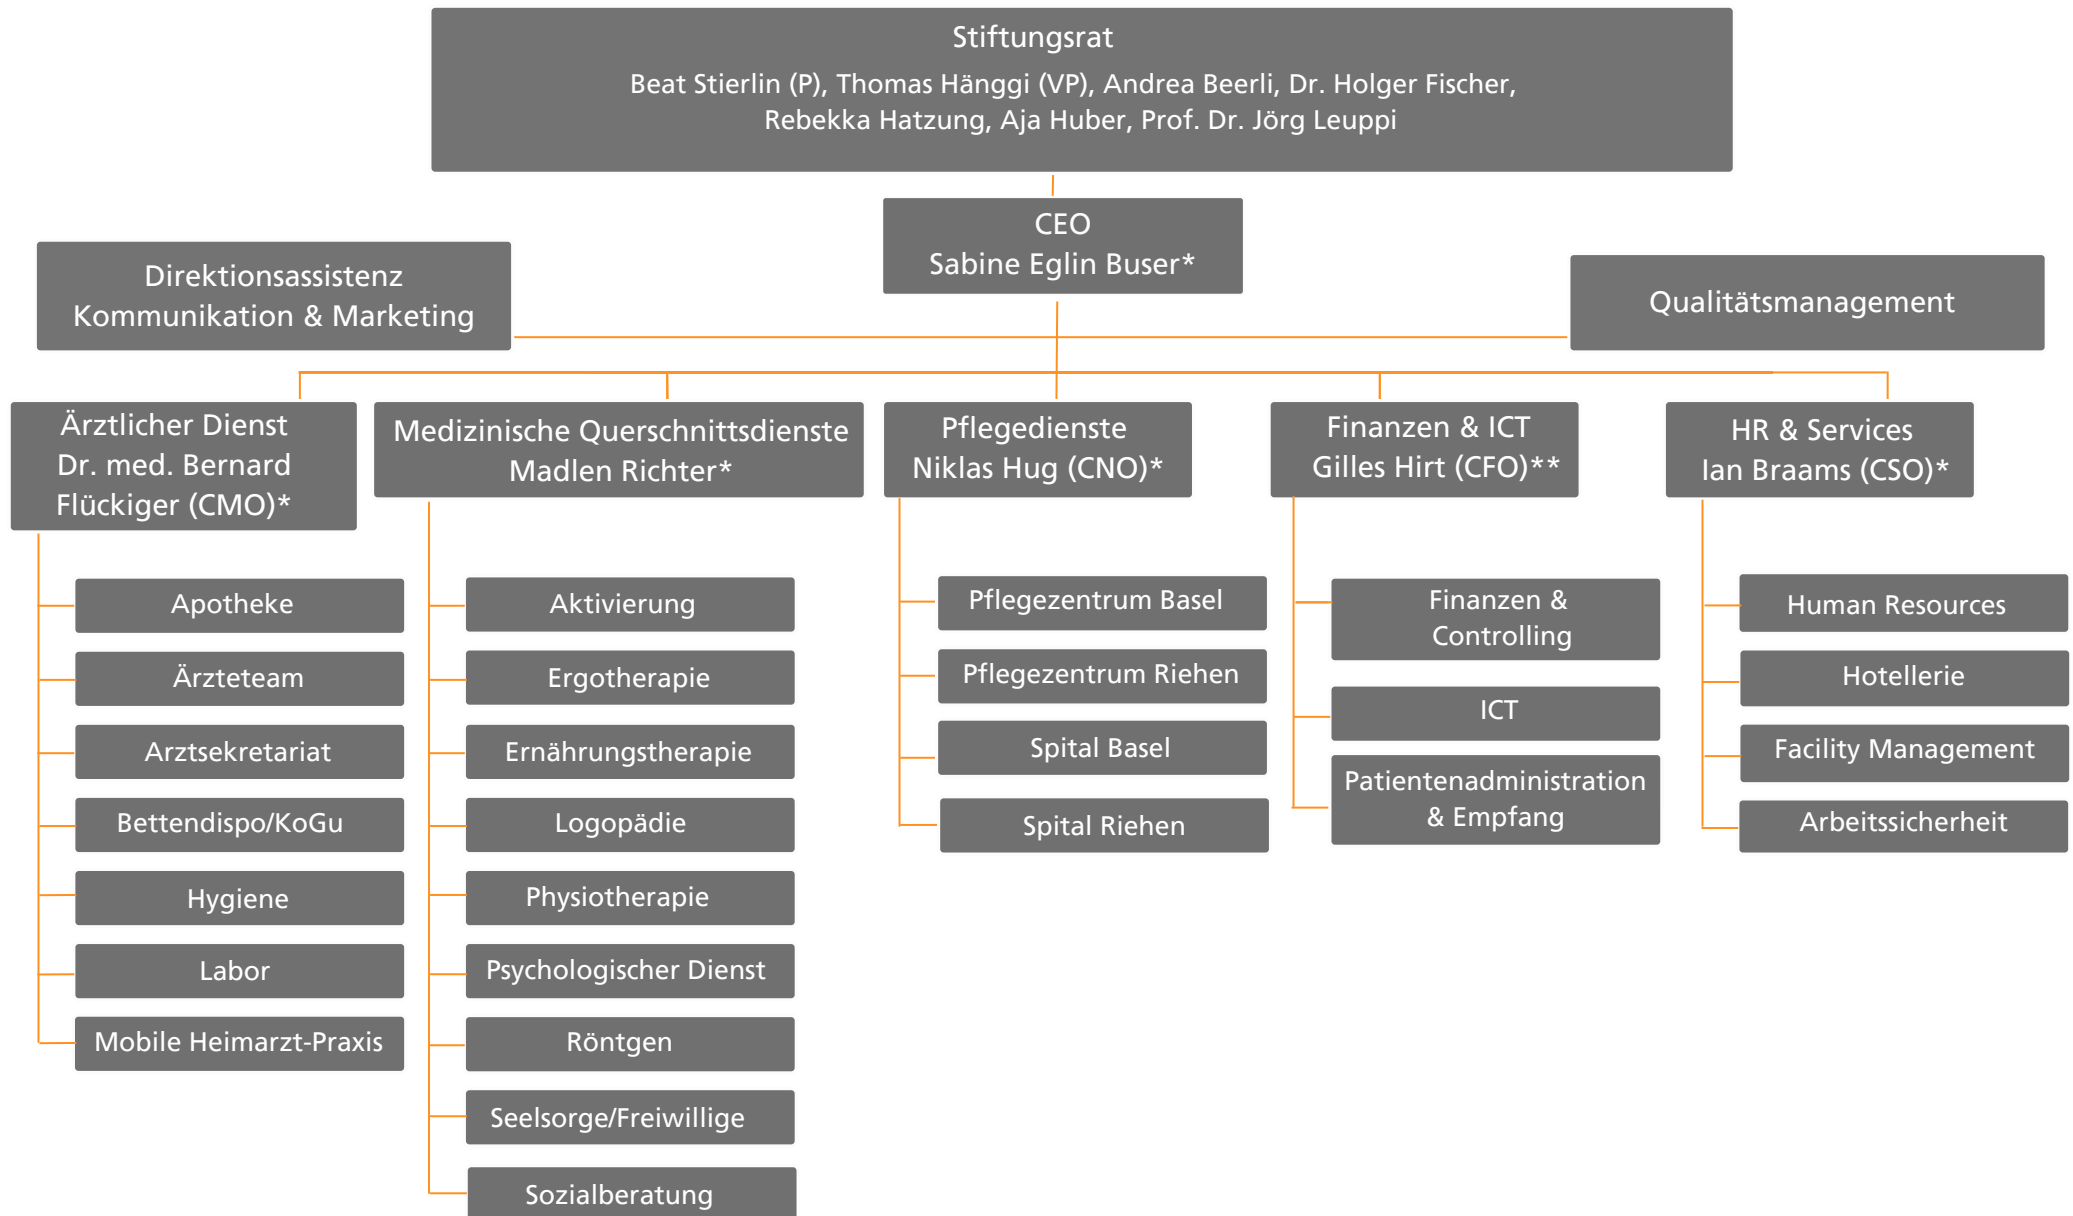 Stiftungsrat
Beat Stierlin (P), Thomas Hänggi (VP), Andrea Beerli, Dr. Holger Fischer,
Rebekka Hatzung, Aja Huber, Prof. Dr. Jörg Leuppi
CEO
Sabine Eglin Buser*
Direktionsassistenz
Kommunikation & Marketing
Qualitätsmanagement
Ärztlicher Dienst
Dr. med. Bernard
Flückiger (CMO)*
Apotheke
Ärzteteam
Arztsekretariat
Bettendispo/KoGu
Hygiene
Labor
Mobile Heimarzt-Praxis
Medizinische Querschnittsdienste
Madlen Richter*
Aktivierung
Ergotherapie
Ernährungstherapie
Logopädie
Physiotherapie
Psychologischer Dienst
Röntgen
Seelsorge/Freiwillige
Sozialberatung
Pflegedienste
Niklas Hug (CNO)*
Pflegezentrum Basel
Pflegezentrum Riehen
Spital Basel
Spital Riehen
Finanzen & ICT
Gilles Hirt (CFO)**
Finanzen &
Controlling
ICT
Patientenadministration
& Empfang
HR & Services
Ian Braams (CSO)*
Human Resources
Hotellerie
Facility Management
Arbeitssicherheit